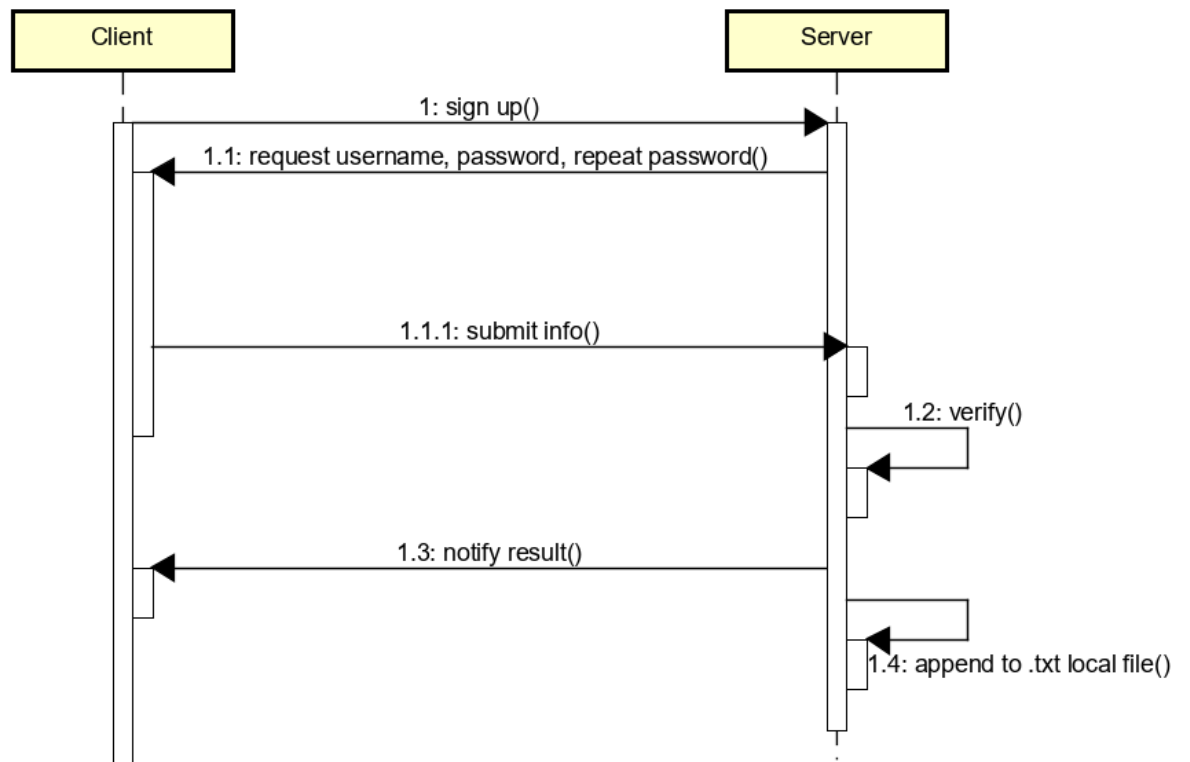 Client
Server
1: sign up()
1.1: request username, password, repeat password()
1.1.1: submit info()
1.2: verify()
1.3: notify result()
1.4: append to .txt local file()